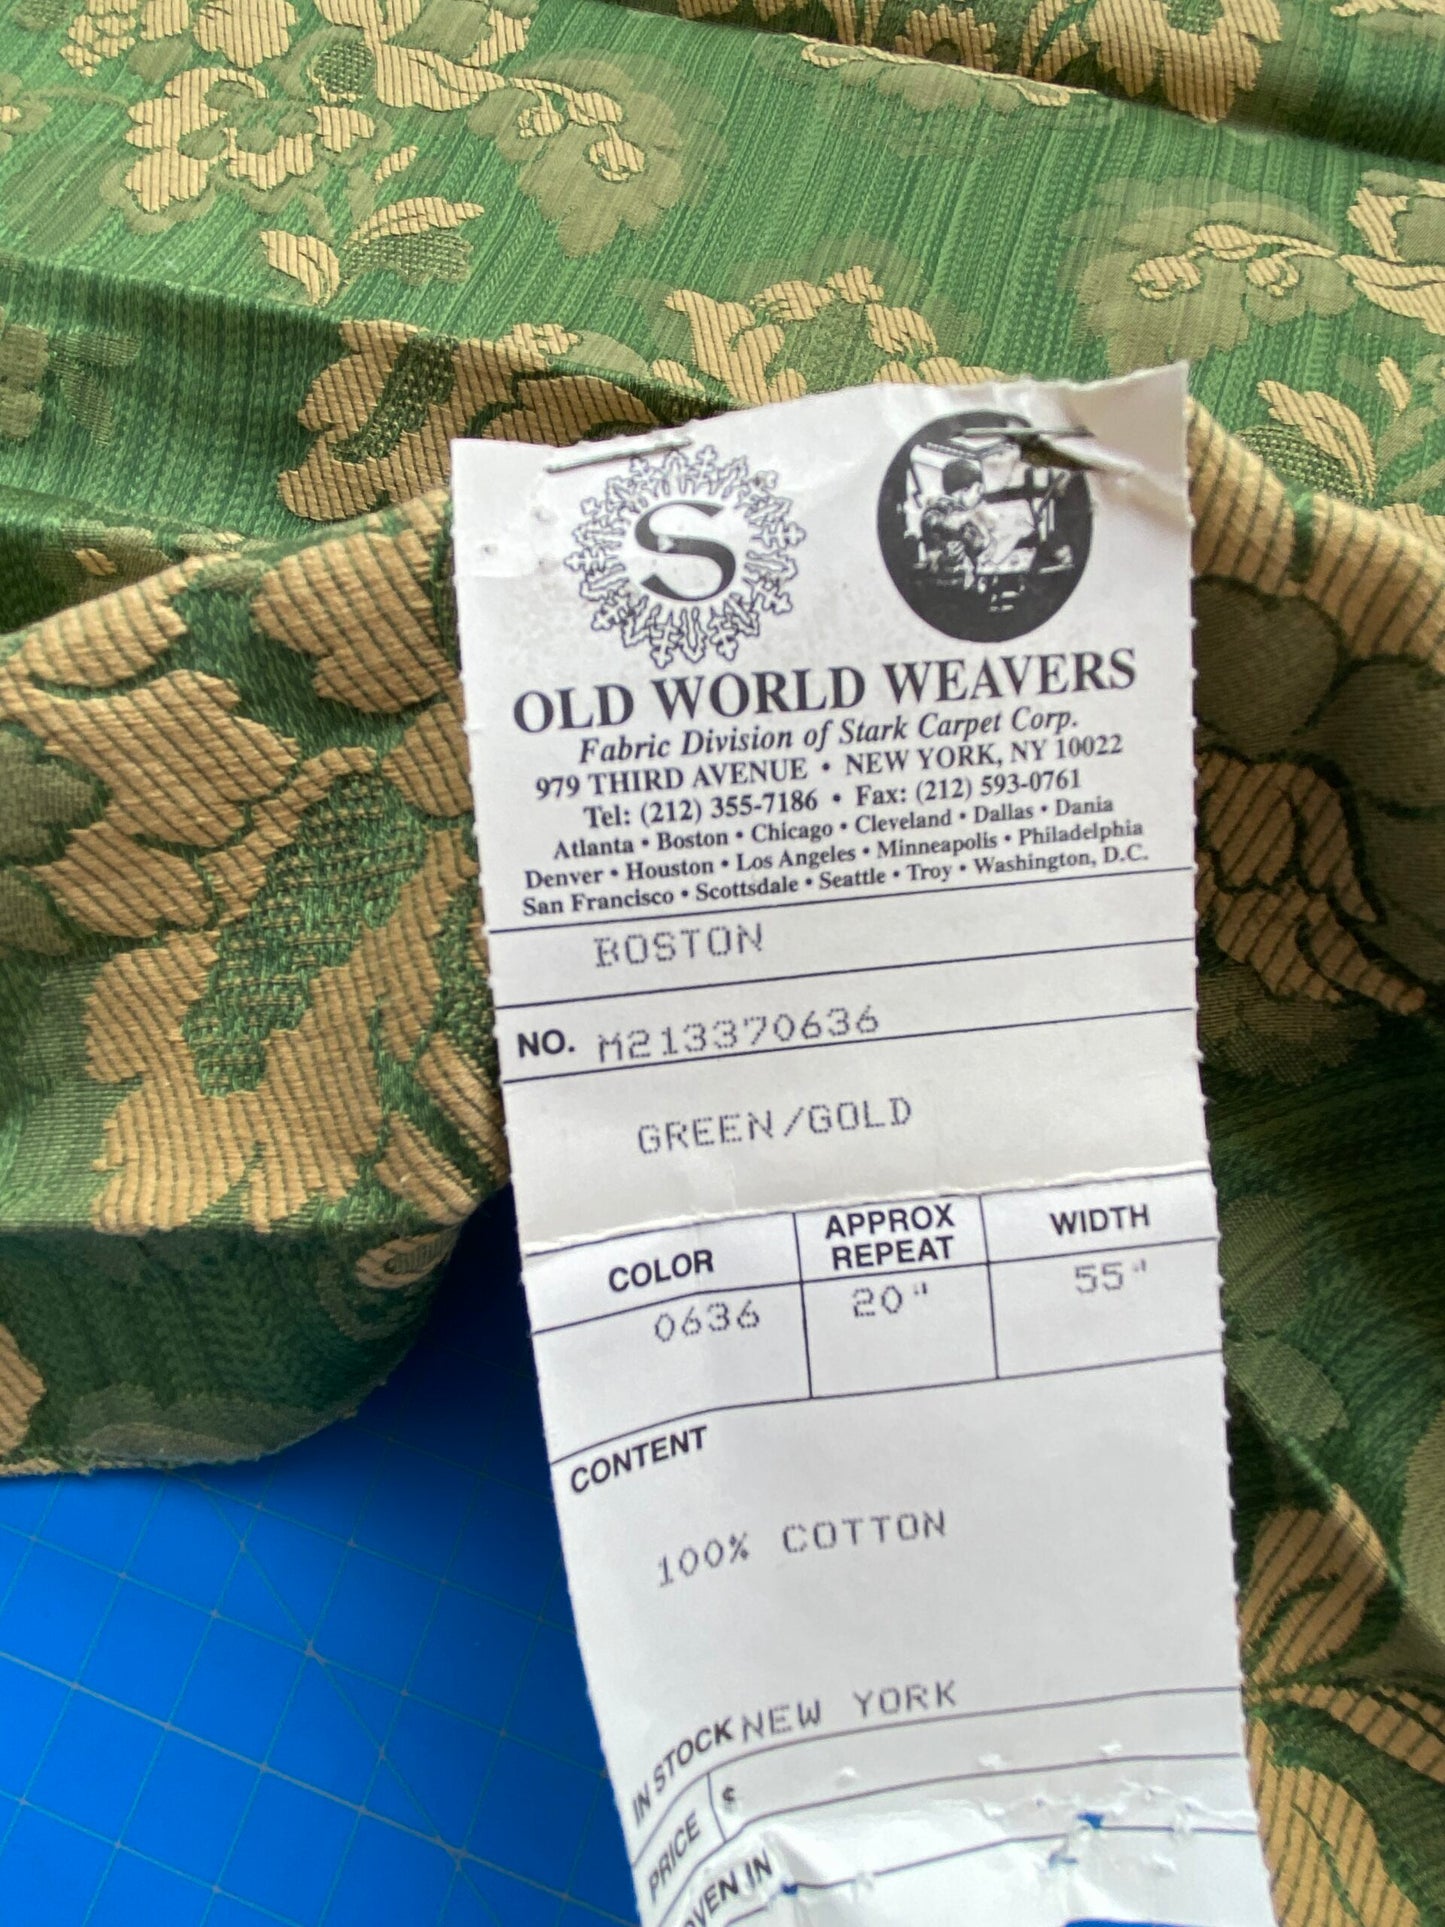 S
OLD WORLD WEAVERS
Fabric Division of Stark Carpet Corp.
979 THIRD AVENUE • NEW YORK, NY 10022
Tel: (212) 355-7186 • Fax: (212) 593-0761
Atlanta • Boston • Chicago • Cleveland • Dallas • Dania
Denver • Houston • Los Angeles • Minneapolis • Philadelphia
San Francisco • Scottsdale • Seattle • Troy • Washington, D.C.
BOSTON
NO. M213370636
GREEN/GOLD
COLOR APPROX REPEAT WIDTH
0636 20" 55"
CONTENT
100% COTTON
IN STOCK NEW YORK
PRICE $
OVEN IN